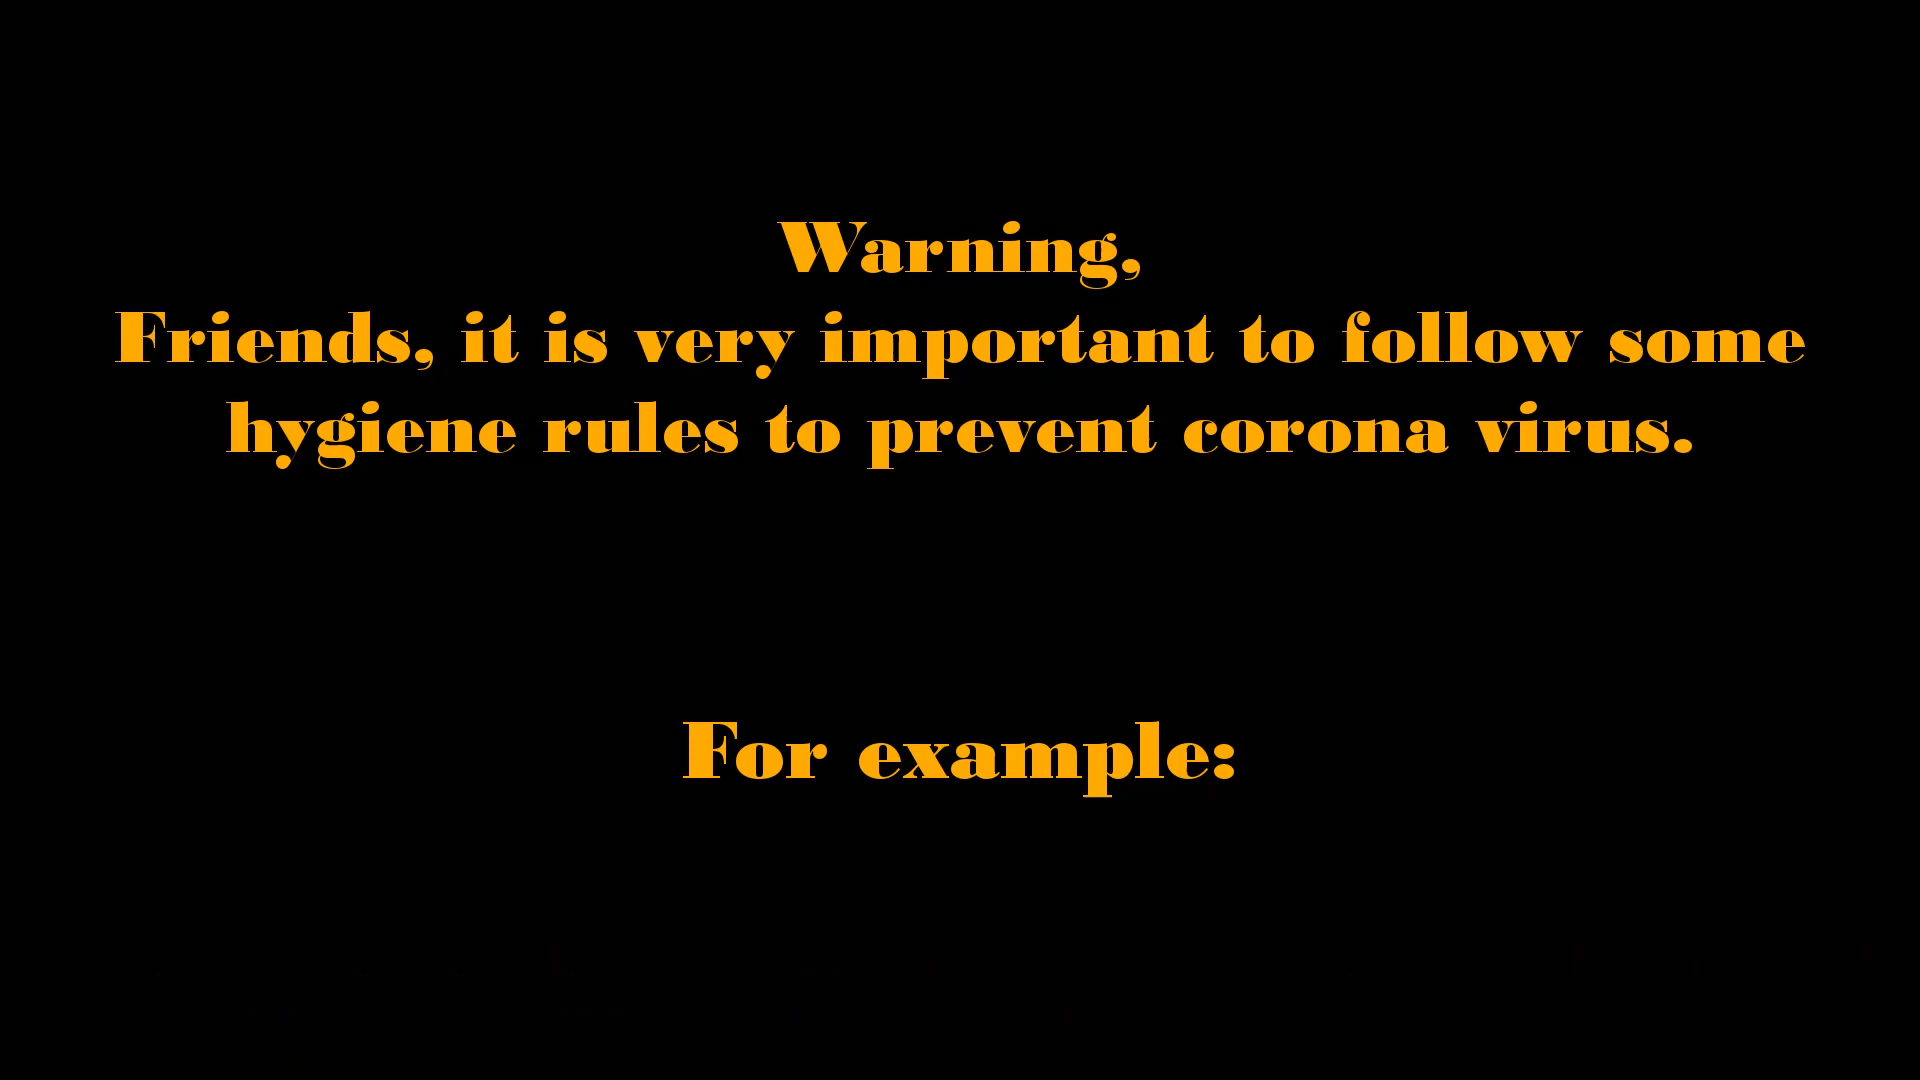 Warning,
Friends, it is very important to follow some
hygiene rules to prevent corona virus.
For example: